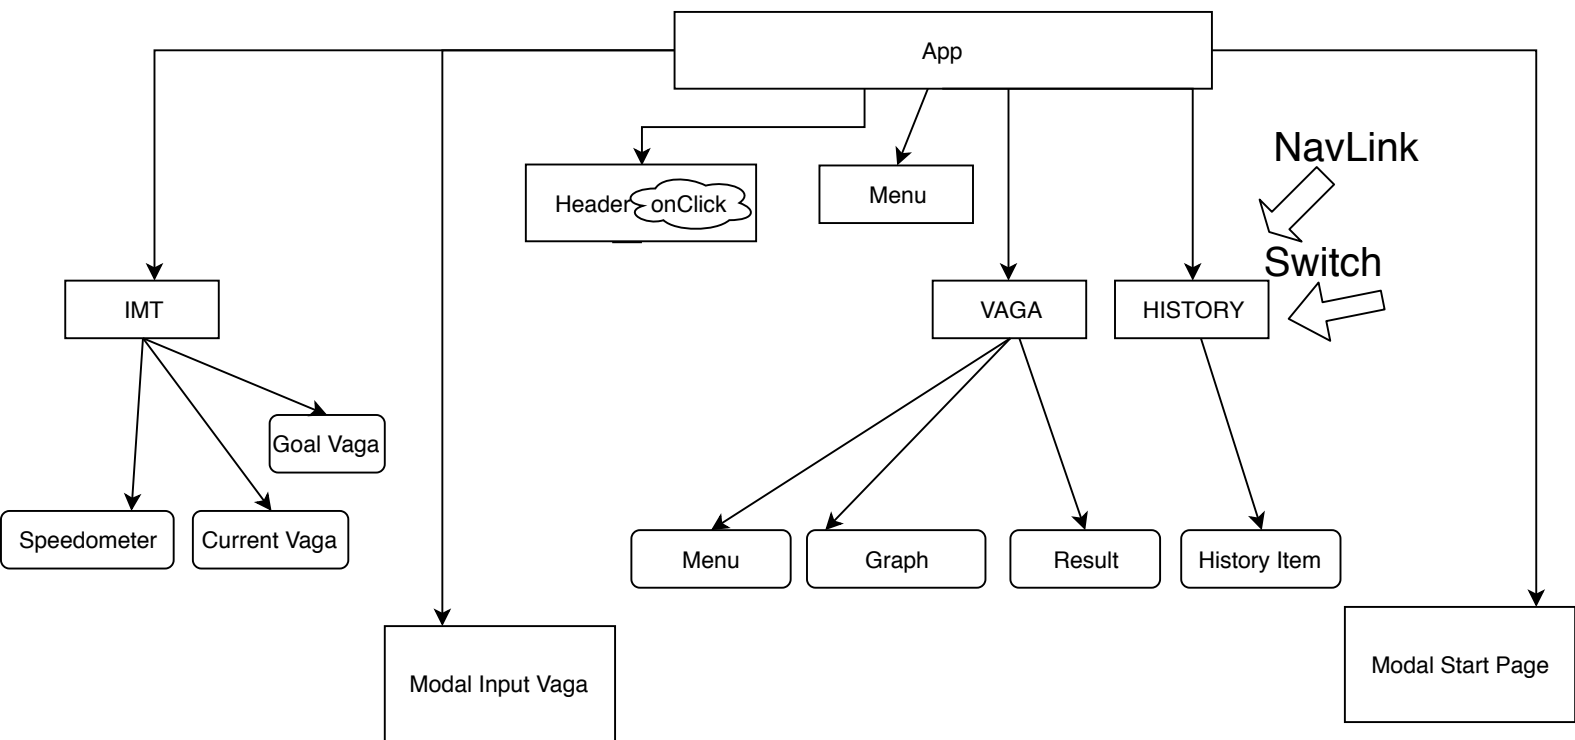 App
NavLink
Header
onClick
Menu
Switch
IMT
VAGA
HISTORY
Goal Vaga
Speedometer
Current Vaga
Menu
Graph
Result
History Item
Modal Input Vaga
Modal Start Page